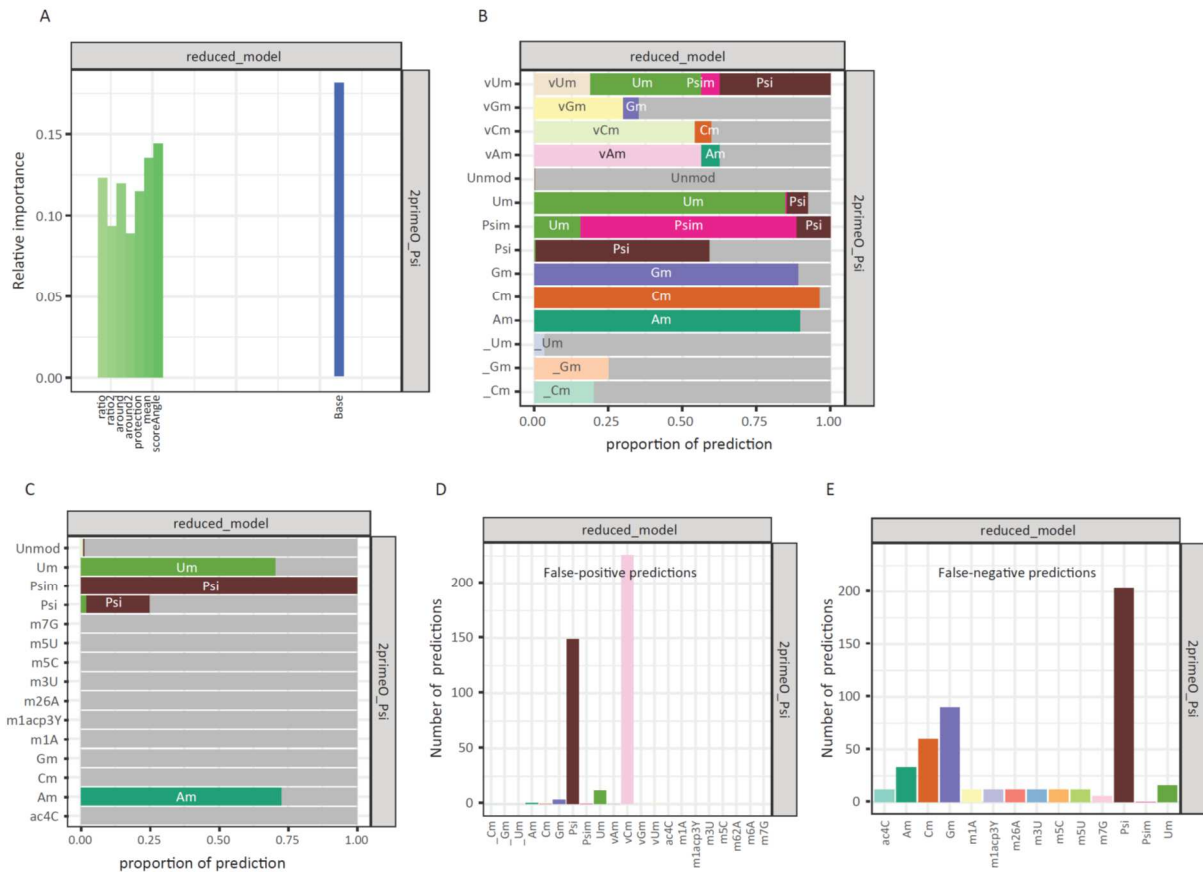 A
reduced_model
Relative importance
0.15
0.10
0.05
0.00
ratio
ratio2
around
around2
protection
mean
scoreAngle
Base
2primeO_Psi
B
reduced_model
vUm
vGm
vCm
vAm
Unmod
Um
Psim
Psi
Gm
Cm
Am
_Um
_Gm
_Cm
vUm Um Psim Psi
vGm Gm
vCm Cm
vAm Am
Unmod
Um Psi
Um Psim Psi
Psi
Gm
Cm
Am
_Um
_Gm
_Cm
0.00 0.25 0.50 0.75 1.00
proportion of prediction
2primeO_Psi
C
reduced_model
Unmod
Um
Psim
Psi
m7G
m5U
m5C
m3U
m26A
m1acp3Y
m1A
Gm
Cm
Am
ac4C
Um
Psi
Psi
Am
0.00 0.25 0.50 0.75 1.00
proportion of prediction
2primeO_Psi
D
reduced_model
False-positive predictions
Number of predictions
200
150
100
50
0
_Cm
_Gm
_Um
Am
Cm
Gm
Psi
Psim
Um
vAm
vCm
vGm
vUm
ac4C
m1A
m1acp3Y
m3U
m5C
m62A
m6A
m7G
2primeO_Psi
E
reduced_model
False-negative predictions
Number of predictions
200
150
100
50
0
ac4C
Am
Cm
Gm
m1A
m1acp3Y
m26A
m3U
m5C
m5U
m7G
Psi
Psim
Um
2primeO_Psi